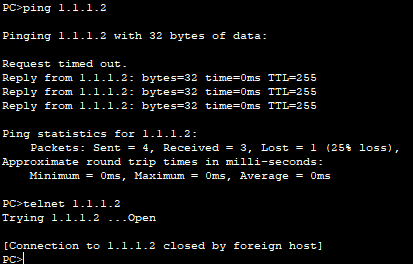 PC>ping 1.1.1.2
Pinging 1.1.1.2 with 32 bytes of data:
Request timed out.
Reply from 1.1.1.2: bytes=32 time=0ms TTL=255
Reply from 1.1.1.2: bytes=32 time=0ms TTL=255
Reply from 1.1.1.2: bytes=32 time=0ms TTL=255
Ping statistics for 1.1.1.2:
Packets: Sent = 4, Received = 3, Lost = 1 (25% loss),
Approximate round trip times in milli-seconds:
Minimum = 0ms, Maximum = 0ms, Average = 0ms
PC>telnet 1.1.1.2
Trying 1.1.1.2 ...Open
[Connection to 1.1.1.2 closed by foreign host]
PC>